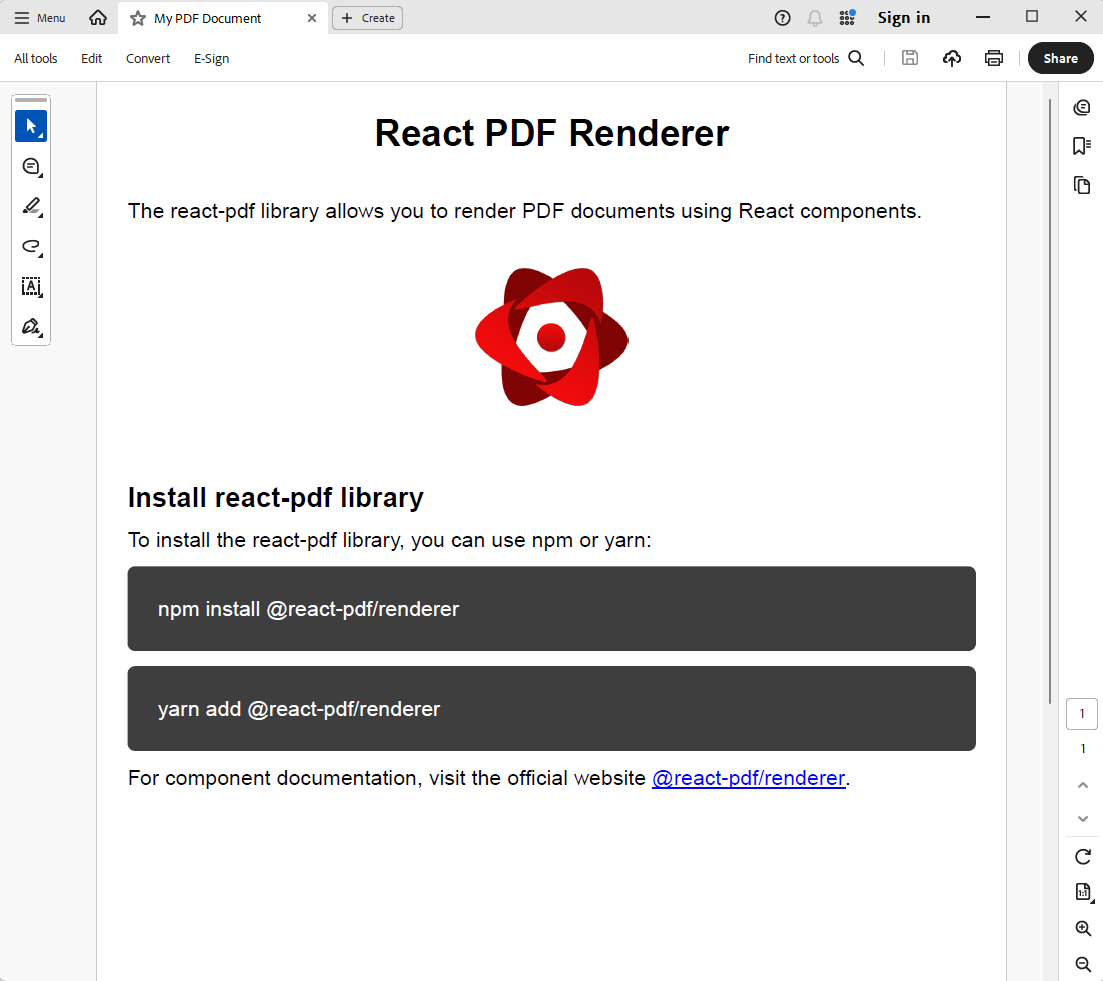 Menu
My PDF Document
Create
Sign in
All tools
Edit
Convert
E-Sign
Find text or tools
Share
React PDF Renderer
The react-pdf library allows you to render PDF documents using React components.
Install react-pdf library
To install the react-pdf library, you can use npm or yarn:
npm install @react-pdf/renderer
yarn add @react-pdf/renderer
For component documentation, visit the official website @react-pdf/renderer.
1
1
1:1